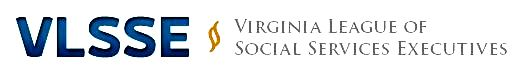 VLSSE
Virginia League of
Social Services Executives